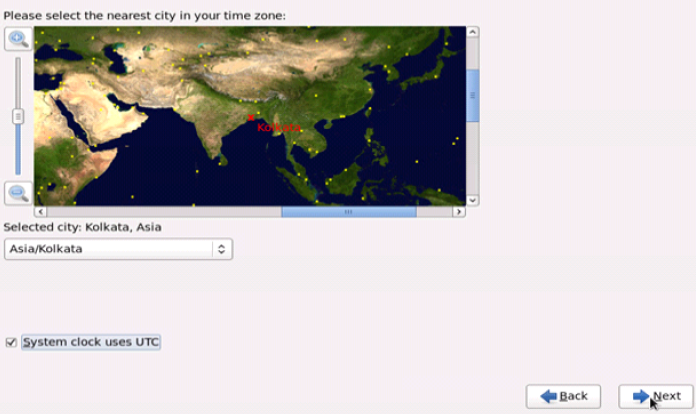 Please select the nearest city in your time zone:
Kolkata
Selected city: Kolkata, Asia
Asia/Kolkata
System clock uses UTC
Back
Next